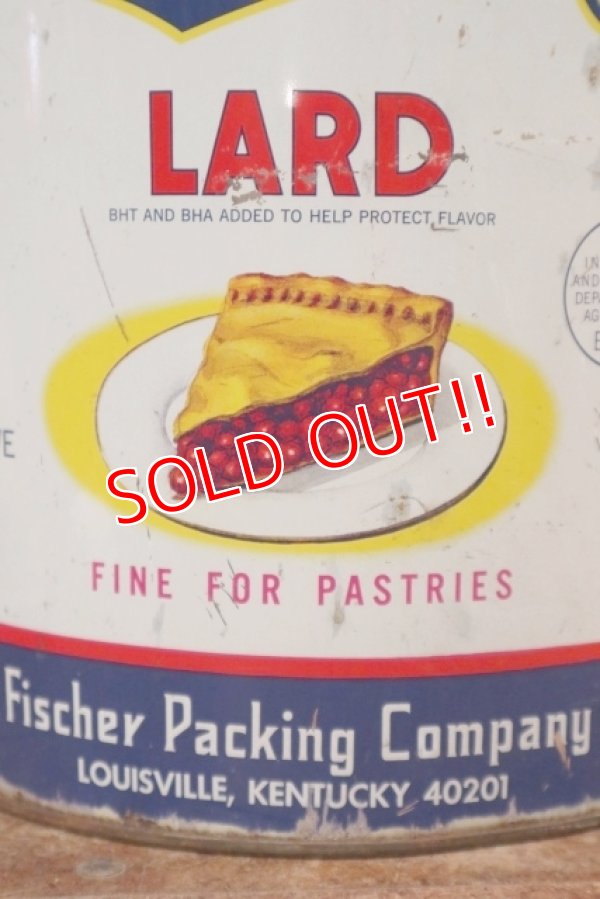 LARD
BHT AND BHA ADDED TO HELP PROTECT FLAVOR
SOLD OUT!!
FINE FOR PASTRIES
Fischer Packing Company
LOUISVILLE, KENTUCKY 40201